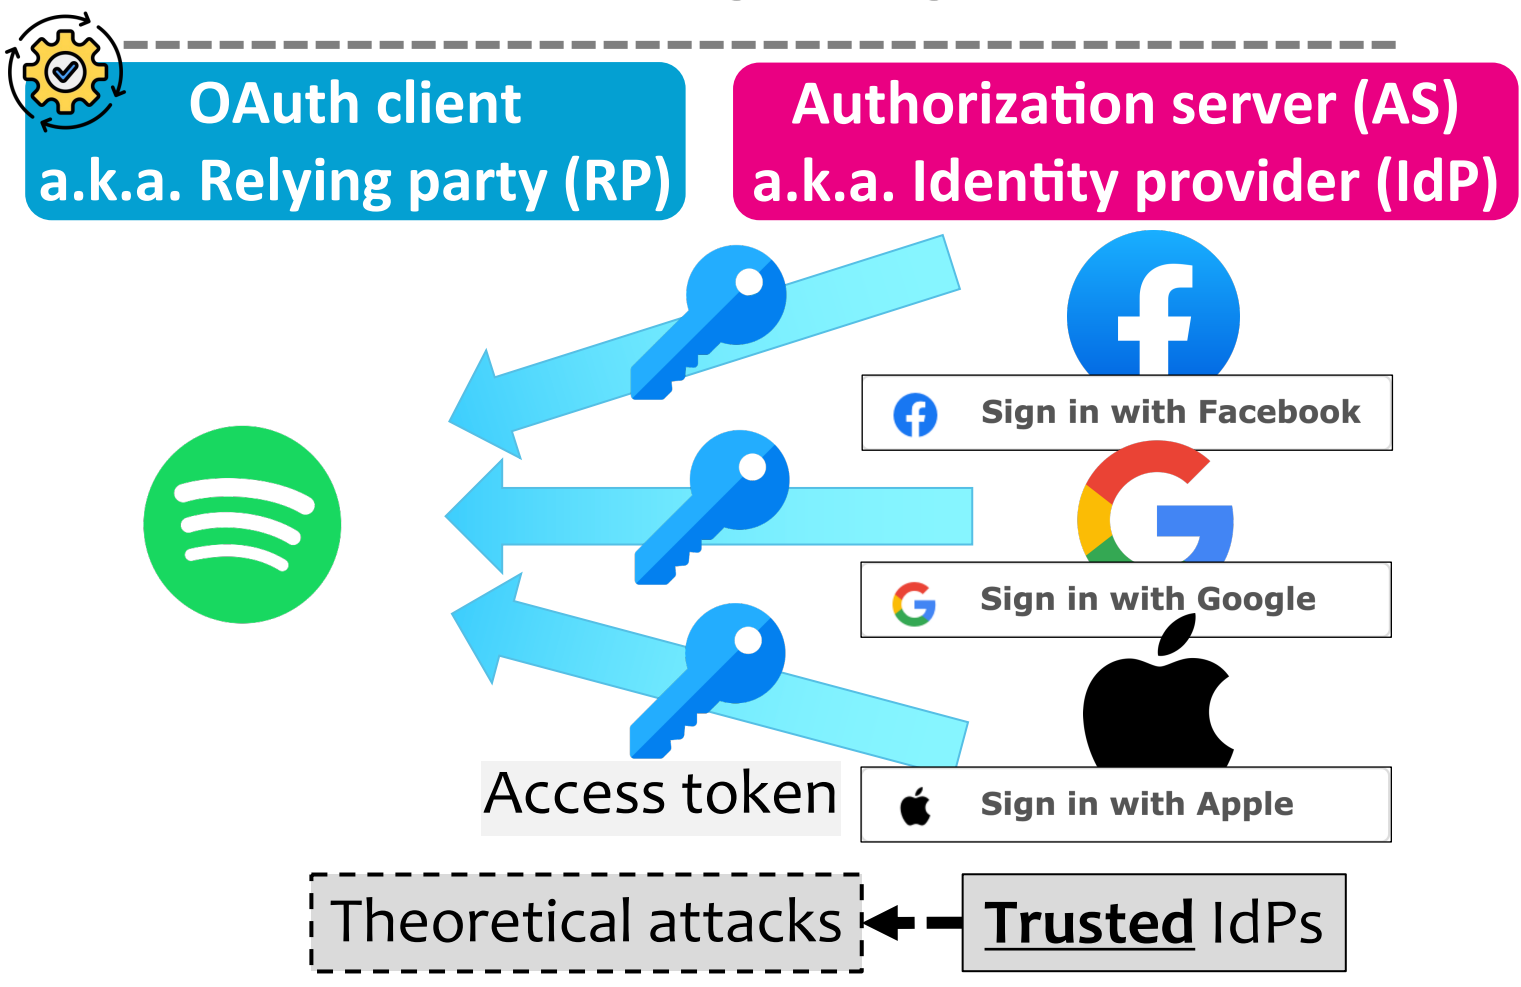 OAuth client
a.k.a. Relying party (RP)
Authorization server (AS)
a.k.a. Identity provider (IdP)
Sign in with Facebook
Sign in with Google
Sign in with Apple
Access token
Theoretical attacks
Trusted IdPs